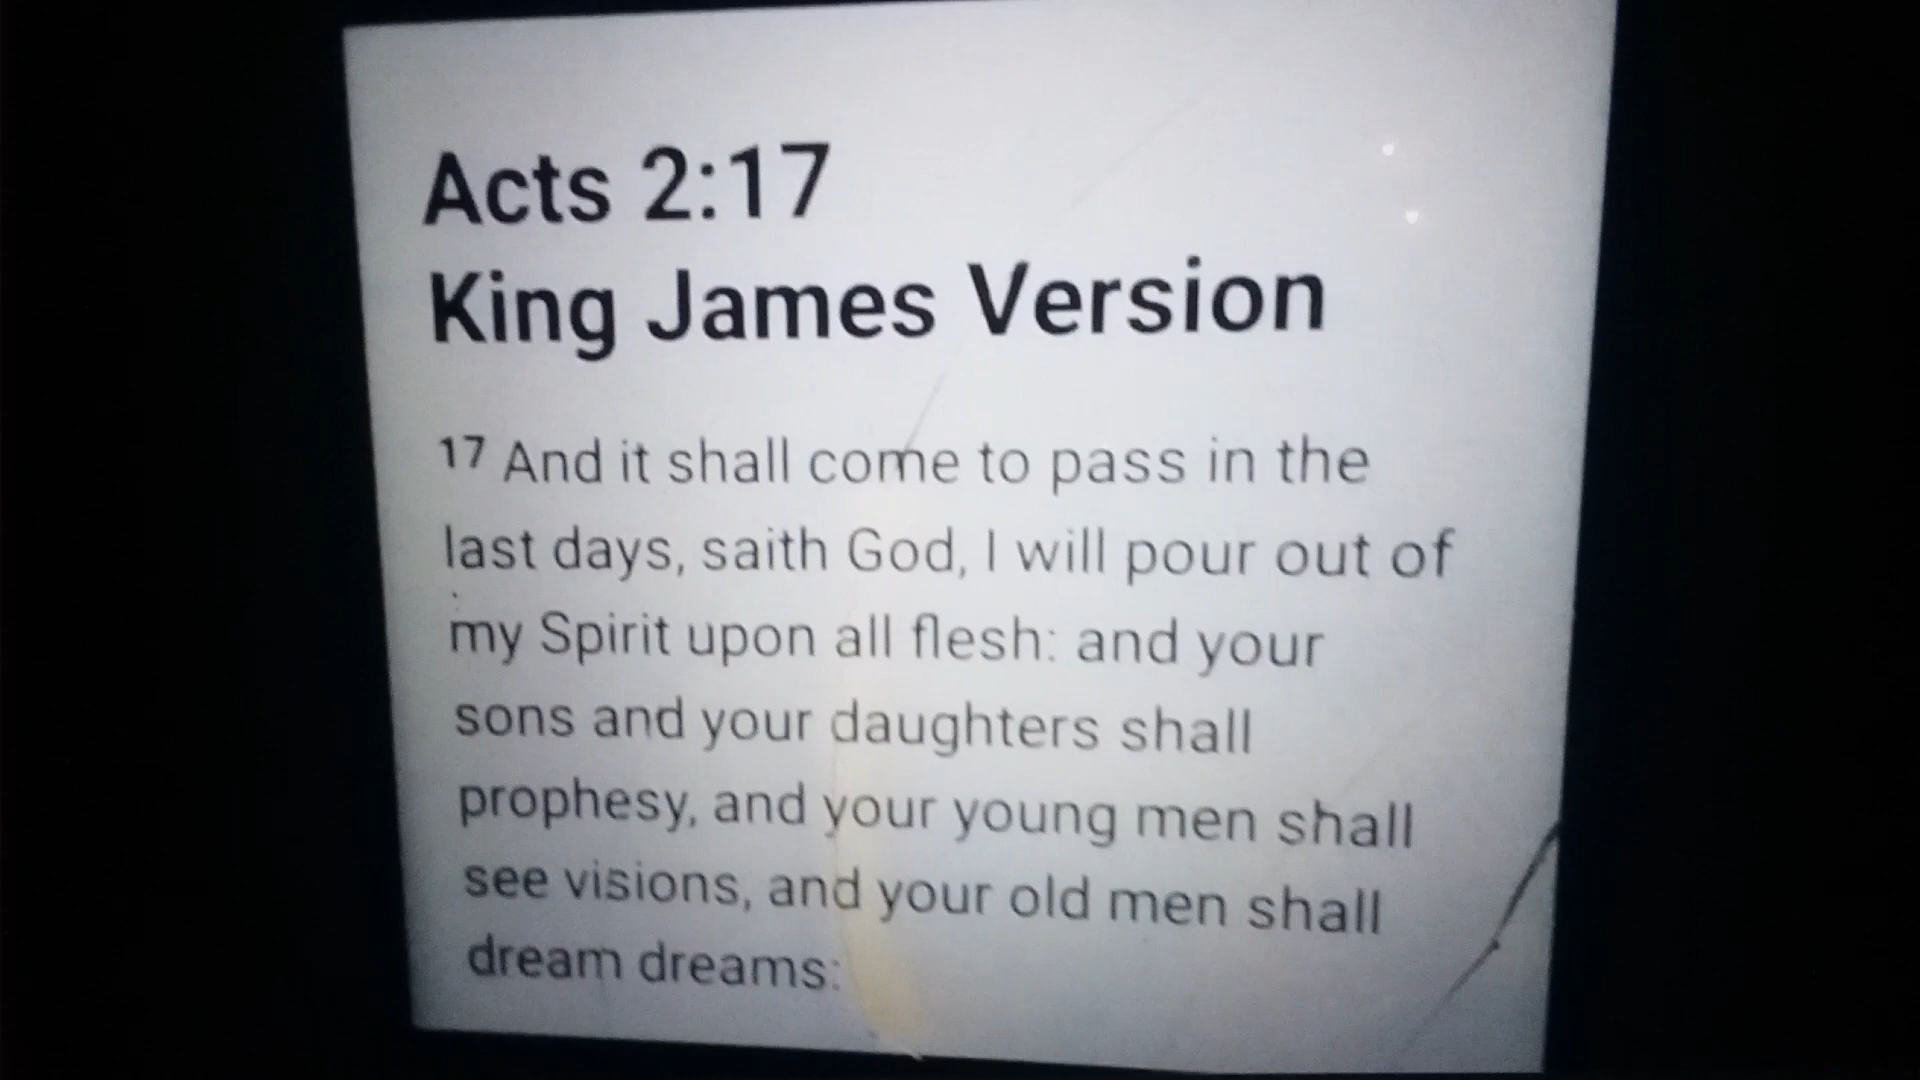 Acts 2:17
King James Version
17 And it shall come to pass in the
last days, saith God, I will pour out of
my Spirit upon all flesh: and your
sons and your daughters shall
prophesy, and your young men shall
see visions, and your old men shall
dream dreams: